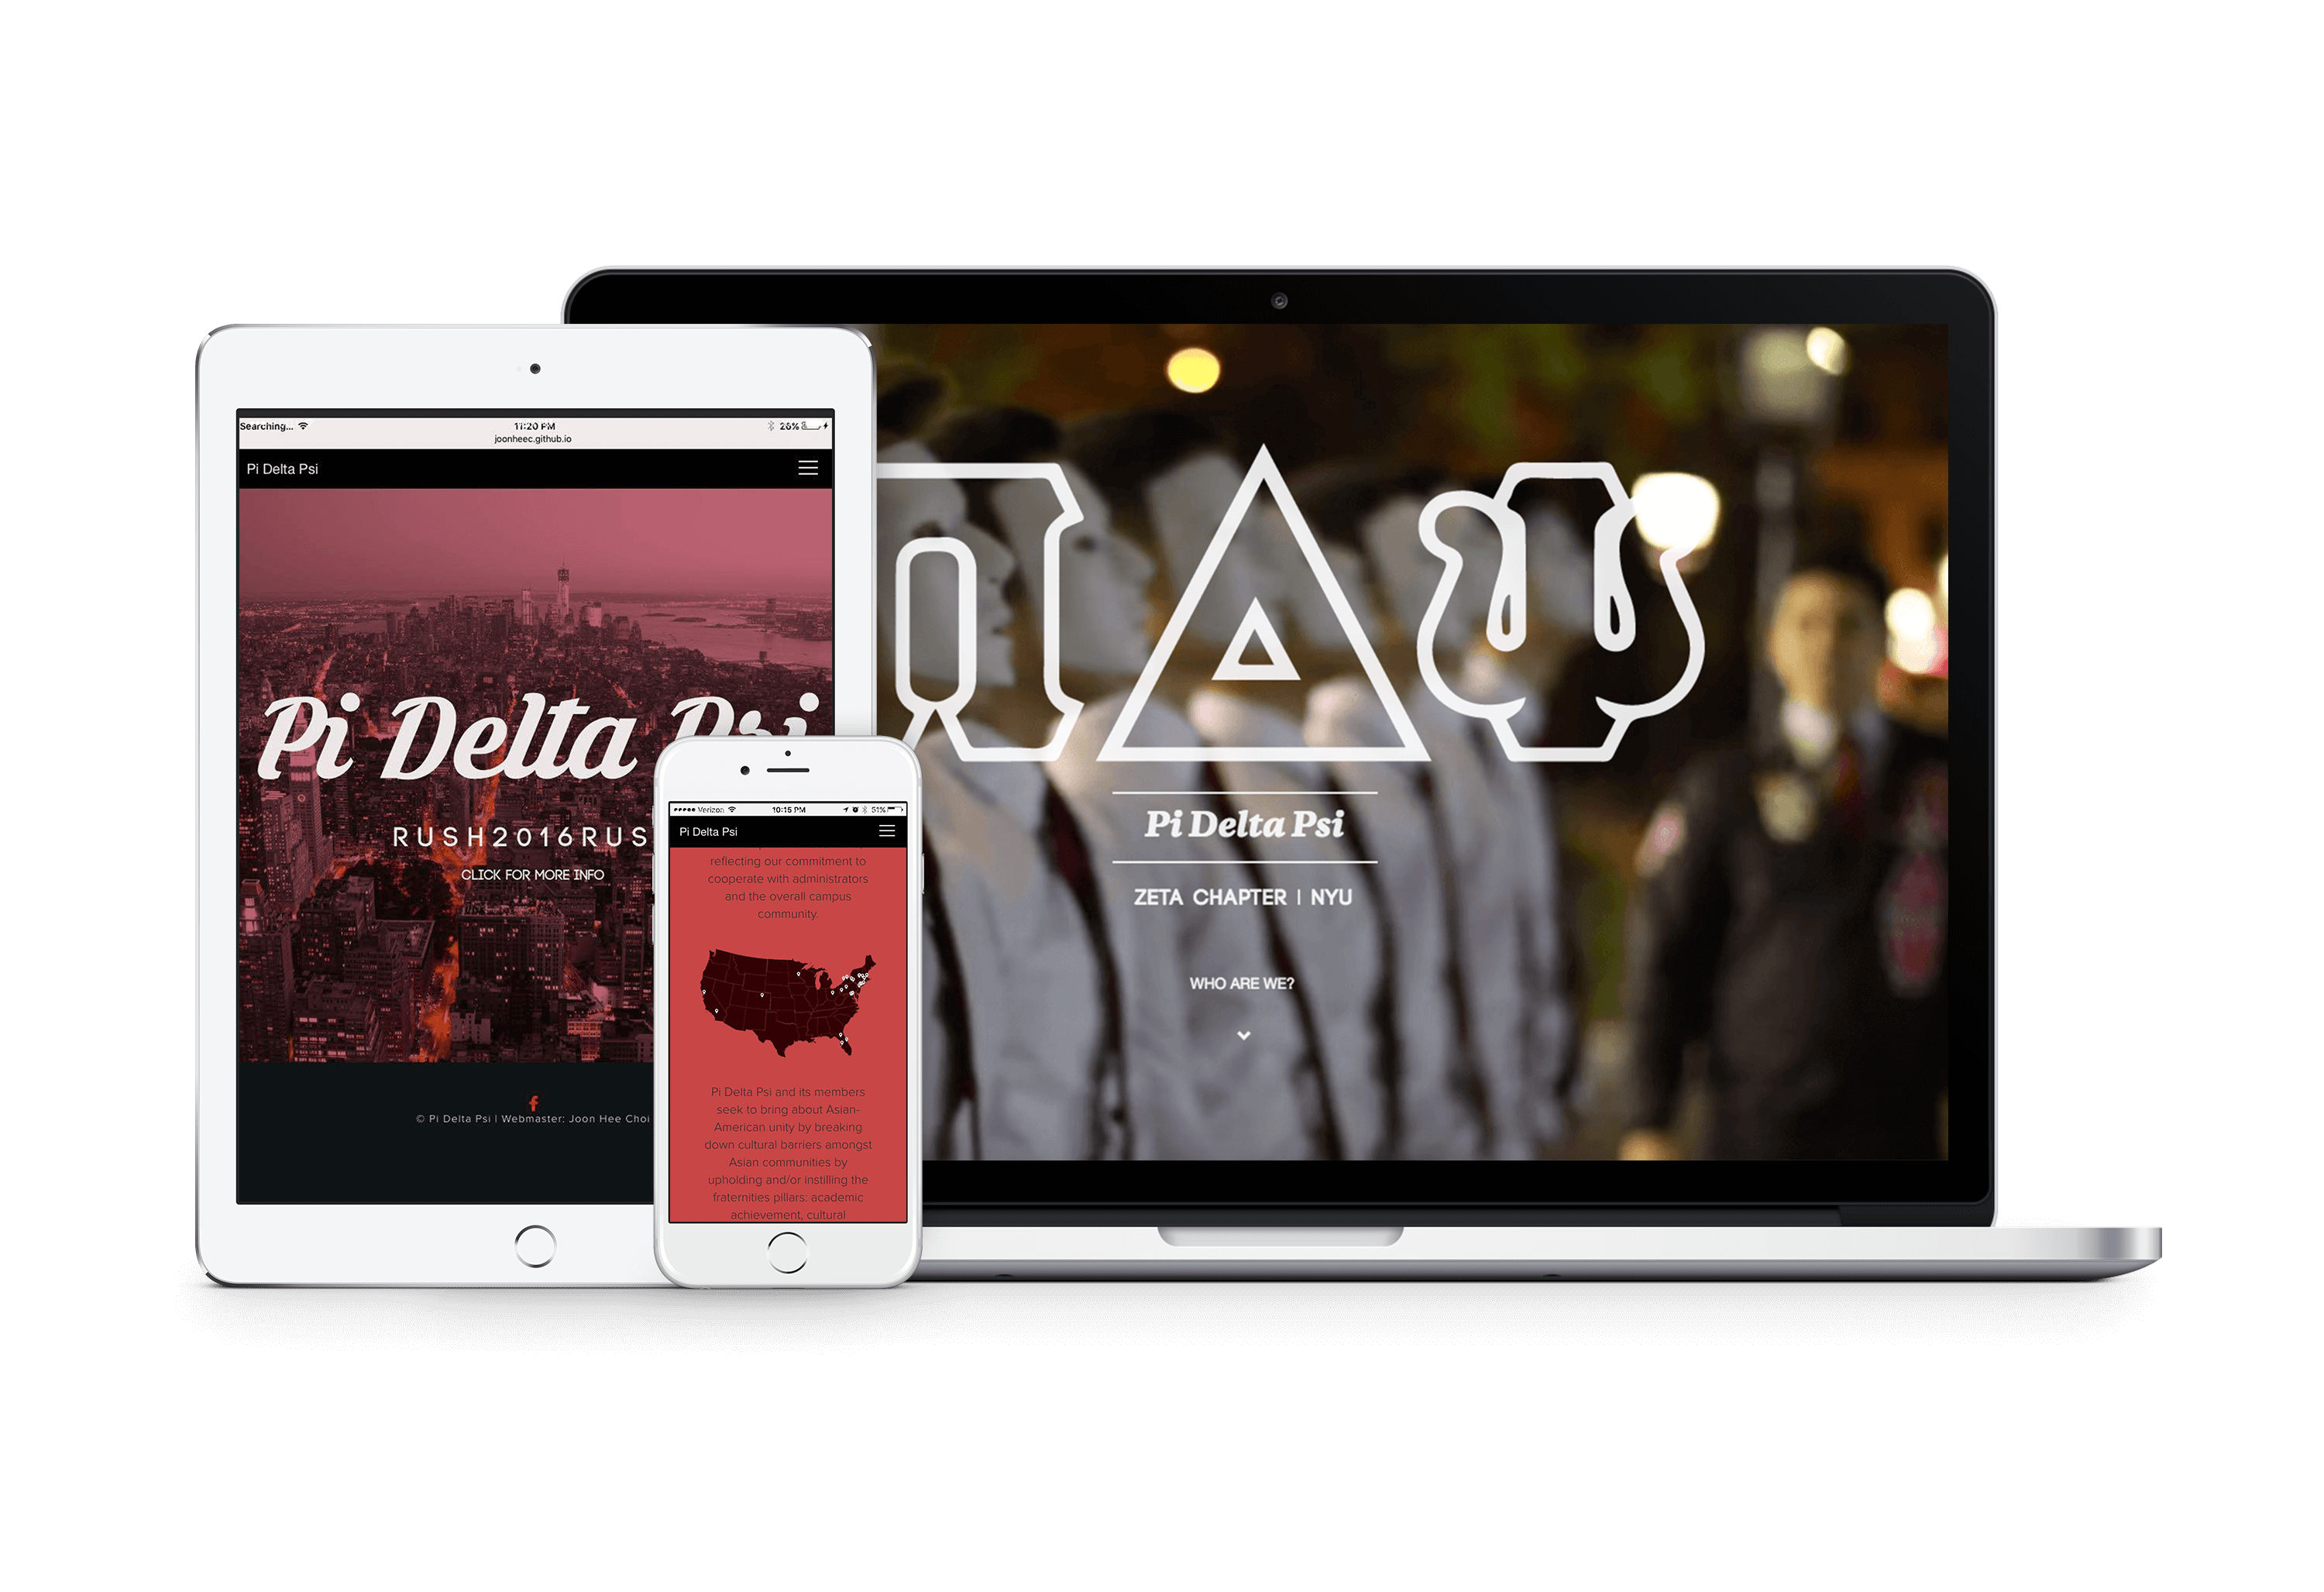 Searching...
11:20 PM
26%
joonheec.github.io
Pi Delta Psi
Pi Delta Psi
RUSH2016RUS
CLICK FOR MORE INFO
© Pi Delta Psi | Webmaster: Joon Hee Choi
Verizon
10:15 PM
51%
Pi Delta Psi
reflecting our commitment to
cooperate with administrators
and the overall campus
community.
Pi Delta Psi and its members
seek to bring about Asian-
American unity by breaking
down cultural barriers amongst
Asian communities by
upholding and/or instilling the
fraternities pillars: academic
achievement, cultural
ΠΔΨ
Pi Delta Psi
ZETA CHAPTER | NYU
WHO ARE WE?